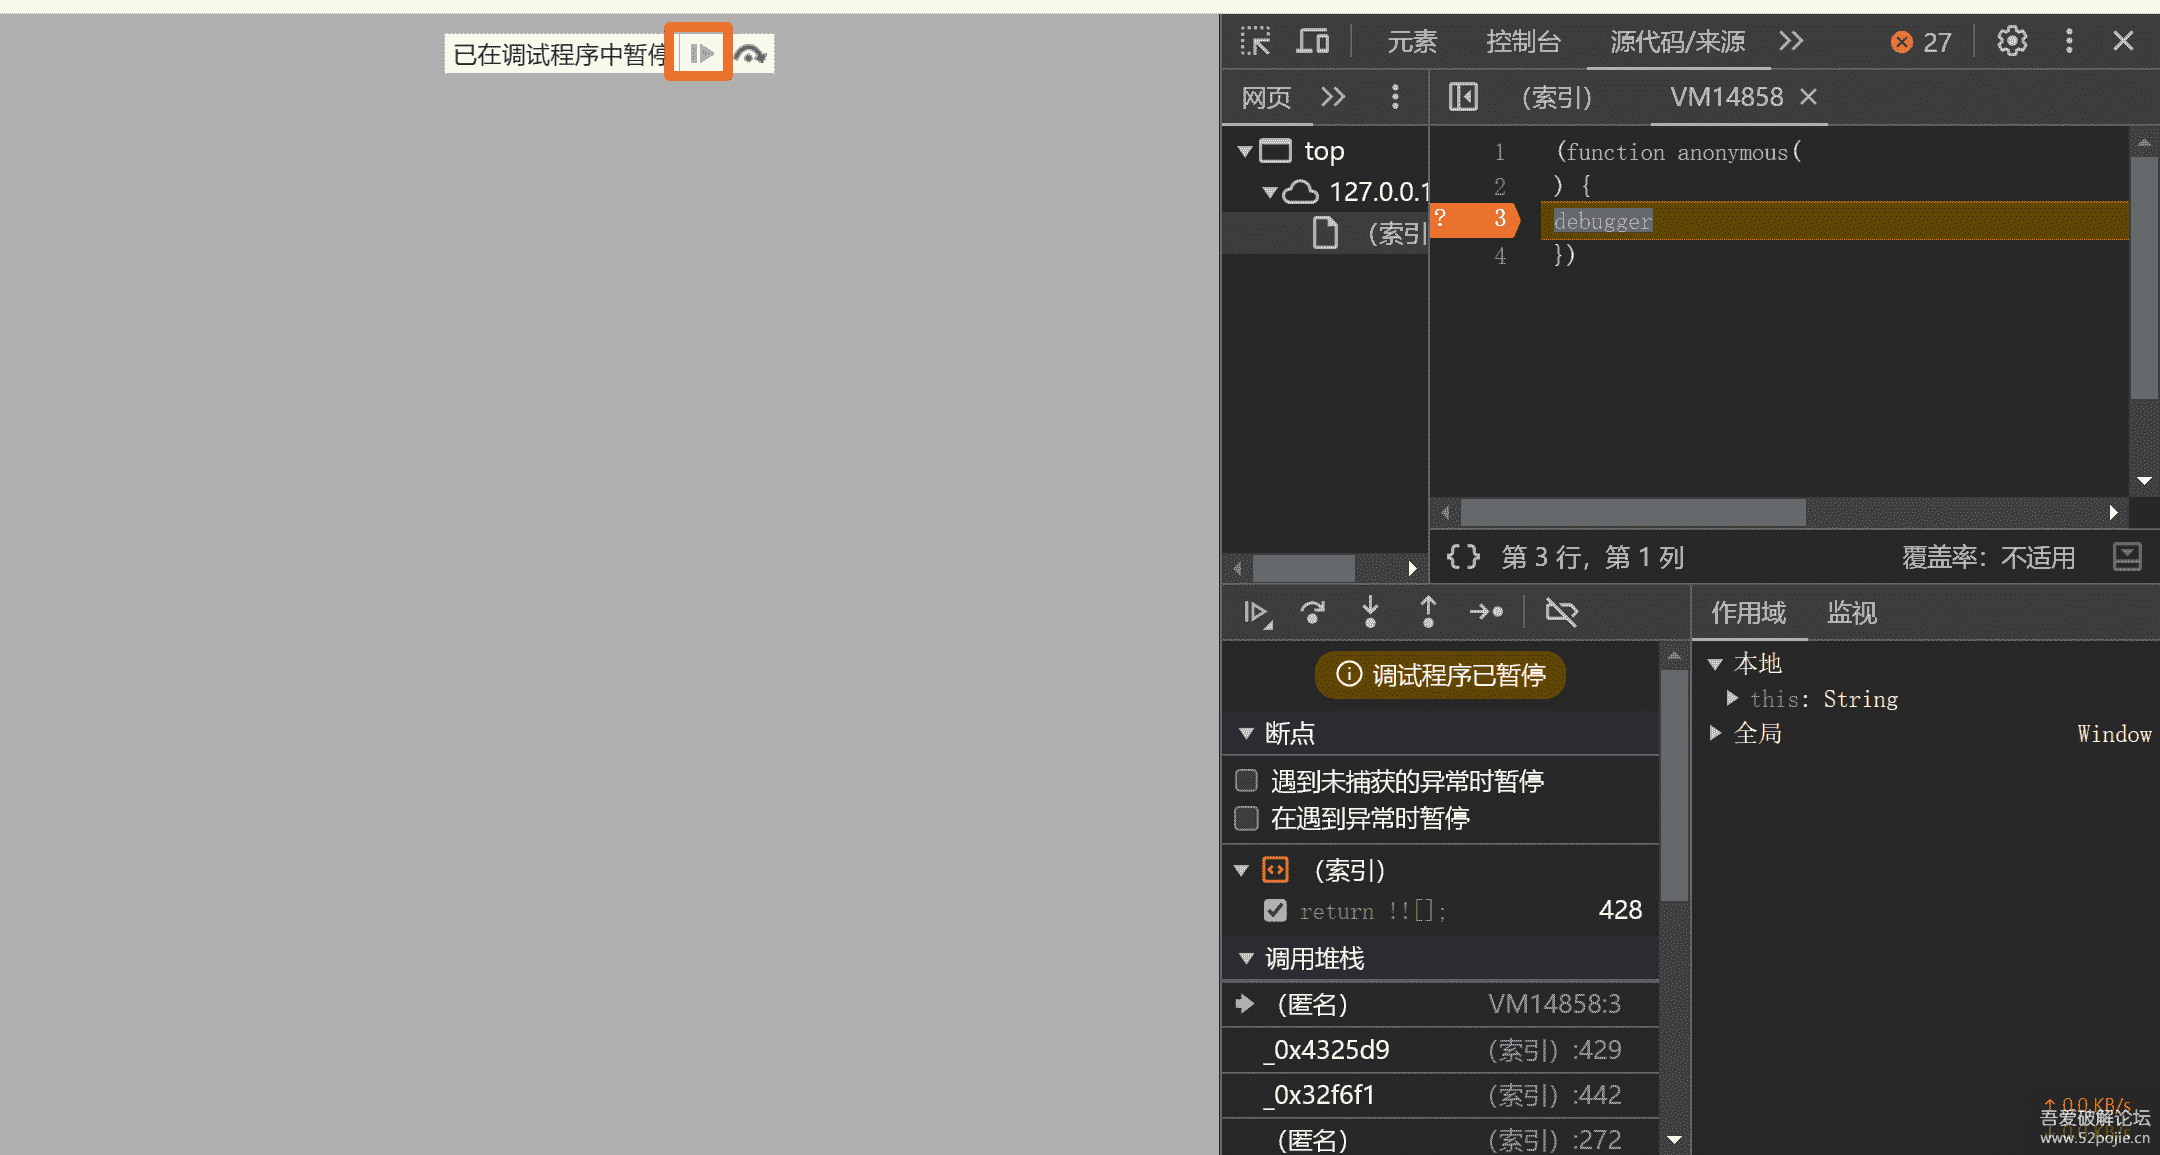 已在调试程序中暂停
元素 控制台 源代码/来源 27
网页 (索引) VM14858
top
127.0.0.1
(索引
1 (function anonymous(
2 ) {
? 3 debugger
4 })
{} 第 3 行，第 1 列 覆盖率：不适用
作用域 监视
调试程序已暂停
断点
遇到未捕获的异常时暂停
在遇到异常时暂停
(索引)
return !![]; 428
调用堆栈
(匿名) VM14858:3
_0x4325d9 (索引) :429
_0x32f6f1 (索引) :442
(匿名) (索引) :272
本地
this: String
全局 Window
吾爱破解论坛
www.52pojie.cn